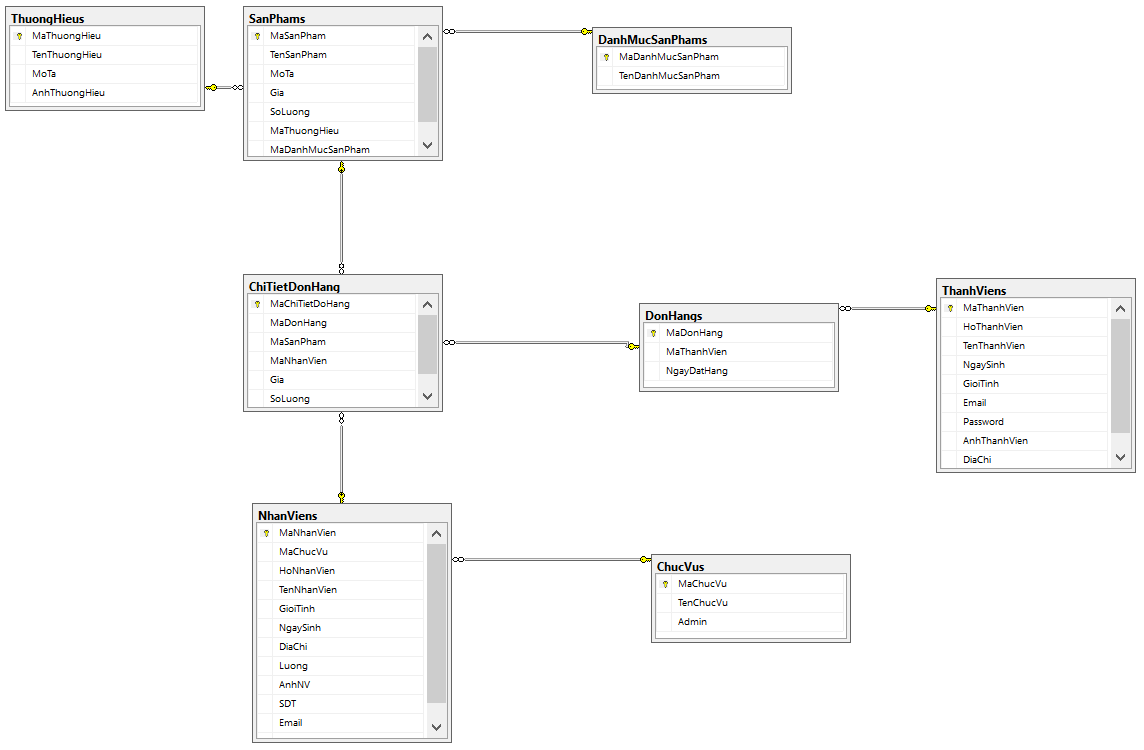 ThuongHieus
MaThuongHieu
TenThuongHieu
MoTa
AnhThuongHieu
SanPhams
MaSanPham
TenSanPham
MoTa
Gia
SoLuong
MaThuongHieu
MaDanhMucSanPham
DanhMucSanPhams
MaDanhMucSanPham
TenDanhMucSanPham
ChiTietDonHang
MaChiTietDoHang
MaDonHang
MaSanPham
MaNhanVien
Gia
SoLuong
DonHangs
MaDonHang
MaThanhVien
NgayDatHang
ThanhViens
MaThanhVien
HoThanhVien
TenThanhVien
NgaySinh
GioiTinh
Email
Password
AnhThanhVien
DiaChi
NhanViens
MaNhanVien
MaChucVu
HoNhanVien
TenNhanVien
GioiTinh
NgaySinh
DiaChi
Luong
AnhNV
SDT
Email
ChucVus
MaChucVu
TenChucVu
Admin